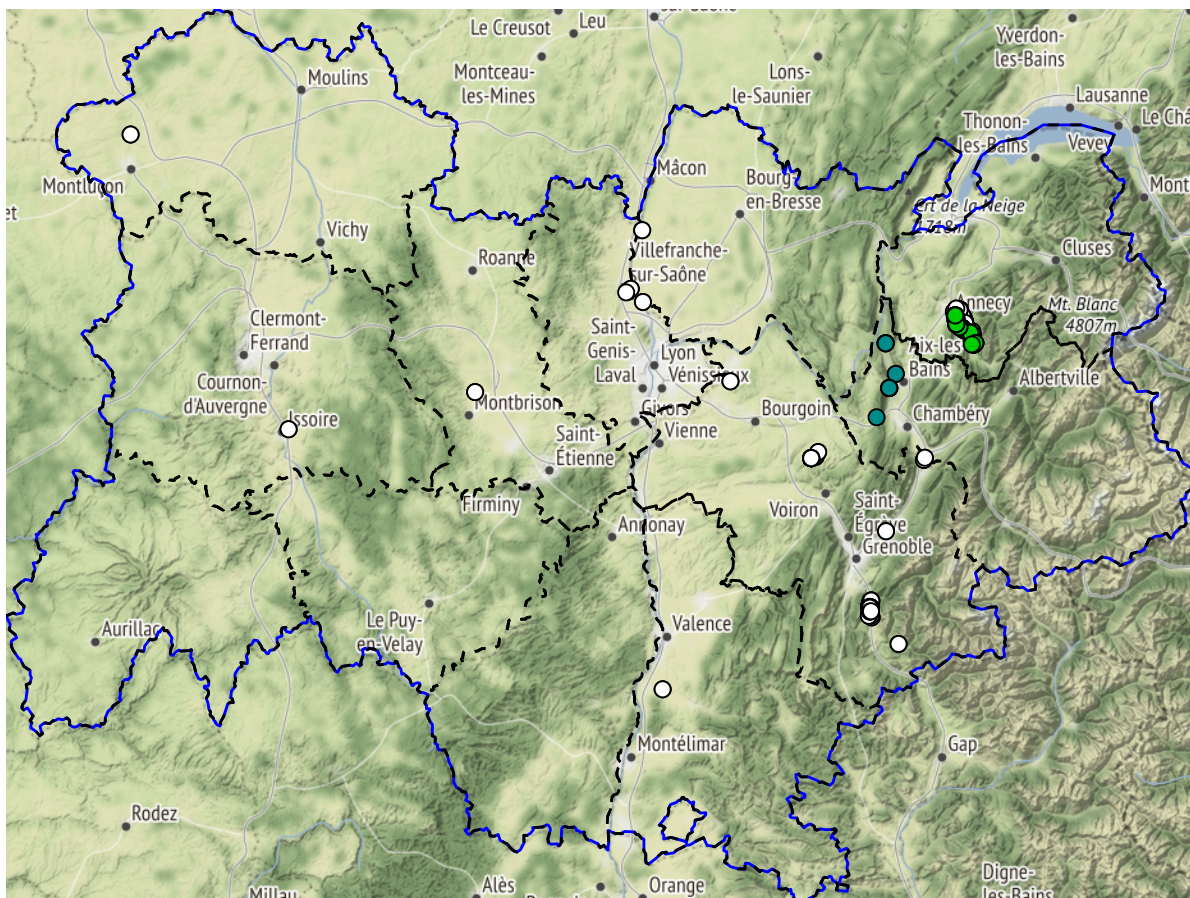 Le Creusot
Leu
Yverdon-
les-Bains
Moulins
Montceau-
les-Mines
Lons-
le-Saunier
Lausanne
Thonon-
les-Bains
Vevey
Le Châ
Montluçon
Mâcon
Bourg-
en-Bresse
Mont
et
Crêt de la Neige
1718m
Vichy
Roanne
Villefranche-
sur-Saône
Cluses
Annecy
Mt. Blanc
4807m
Clermont-
Ferrand
Saint-
Genis-
Laval
Lyon
Vénissieux
Aix-les
Bains
Albertville
Cournon-
d'Auvergne
Montbrison
Givors
Bourgoin
Chambéry
Issoire
Saint-
Étienne
Vienne
Firminy
Annonay
Voiron
Saint-
Égrève
Grenoble
Le Puy-
en-Velay
Aurillac
Valence
Montélimar
Gap
Rodez
Millau
Alès
Orange
Digne-
les-Bains